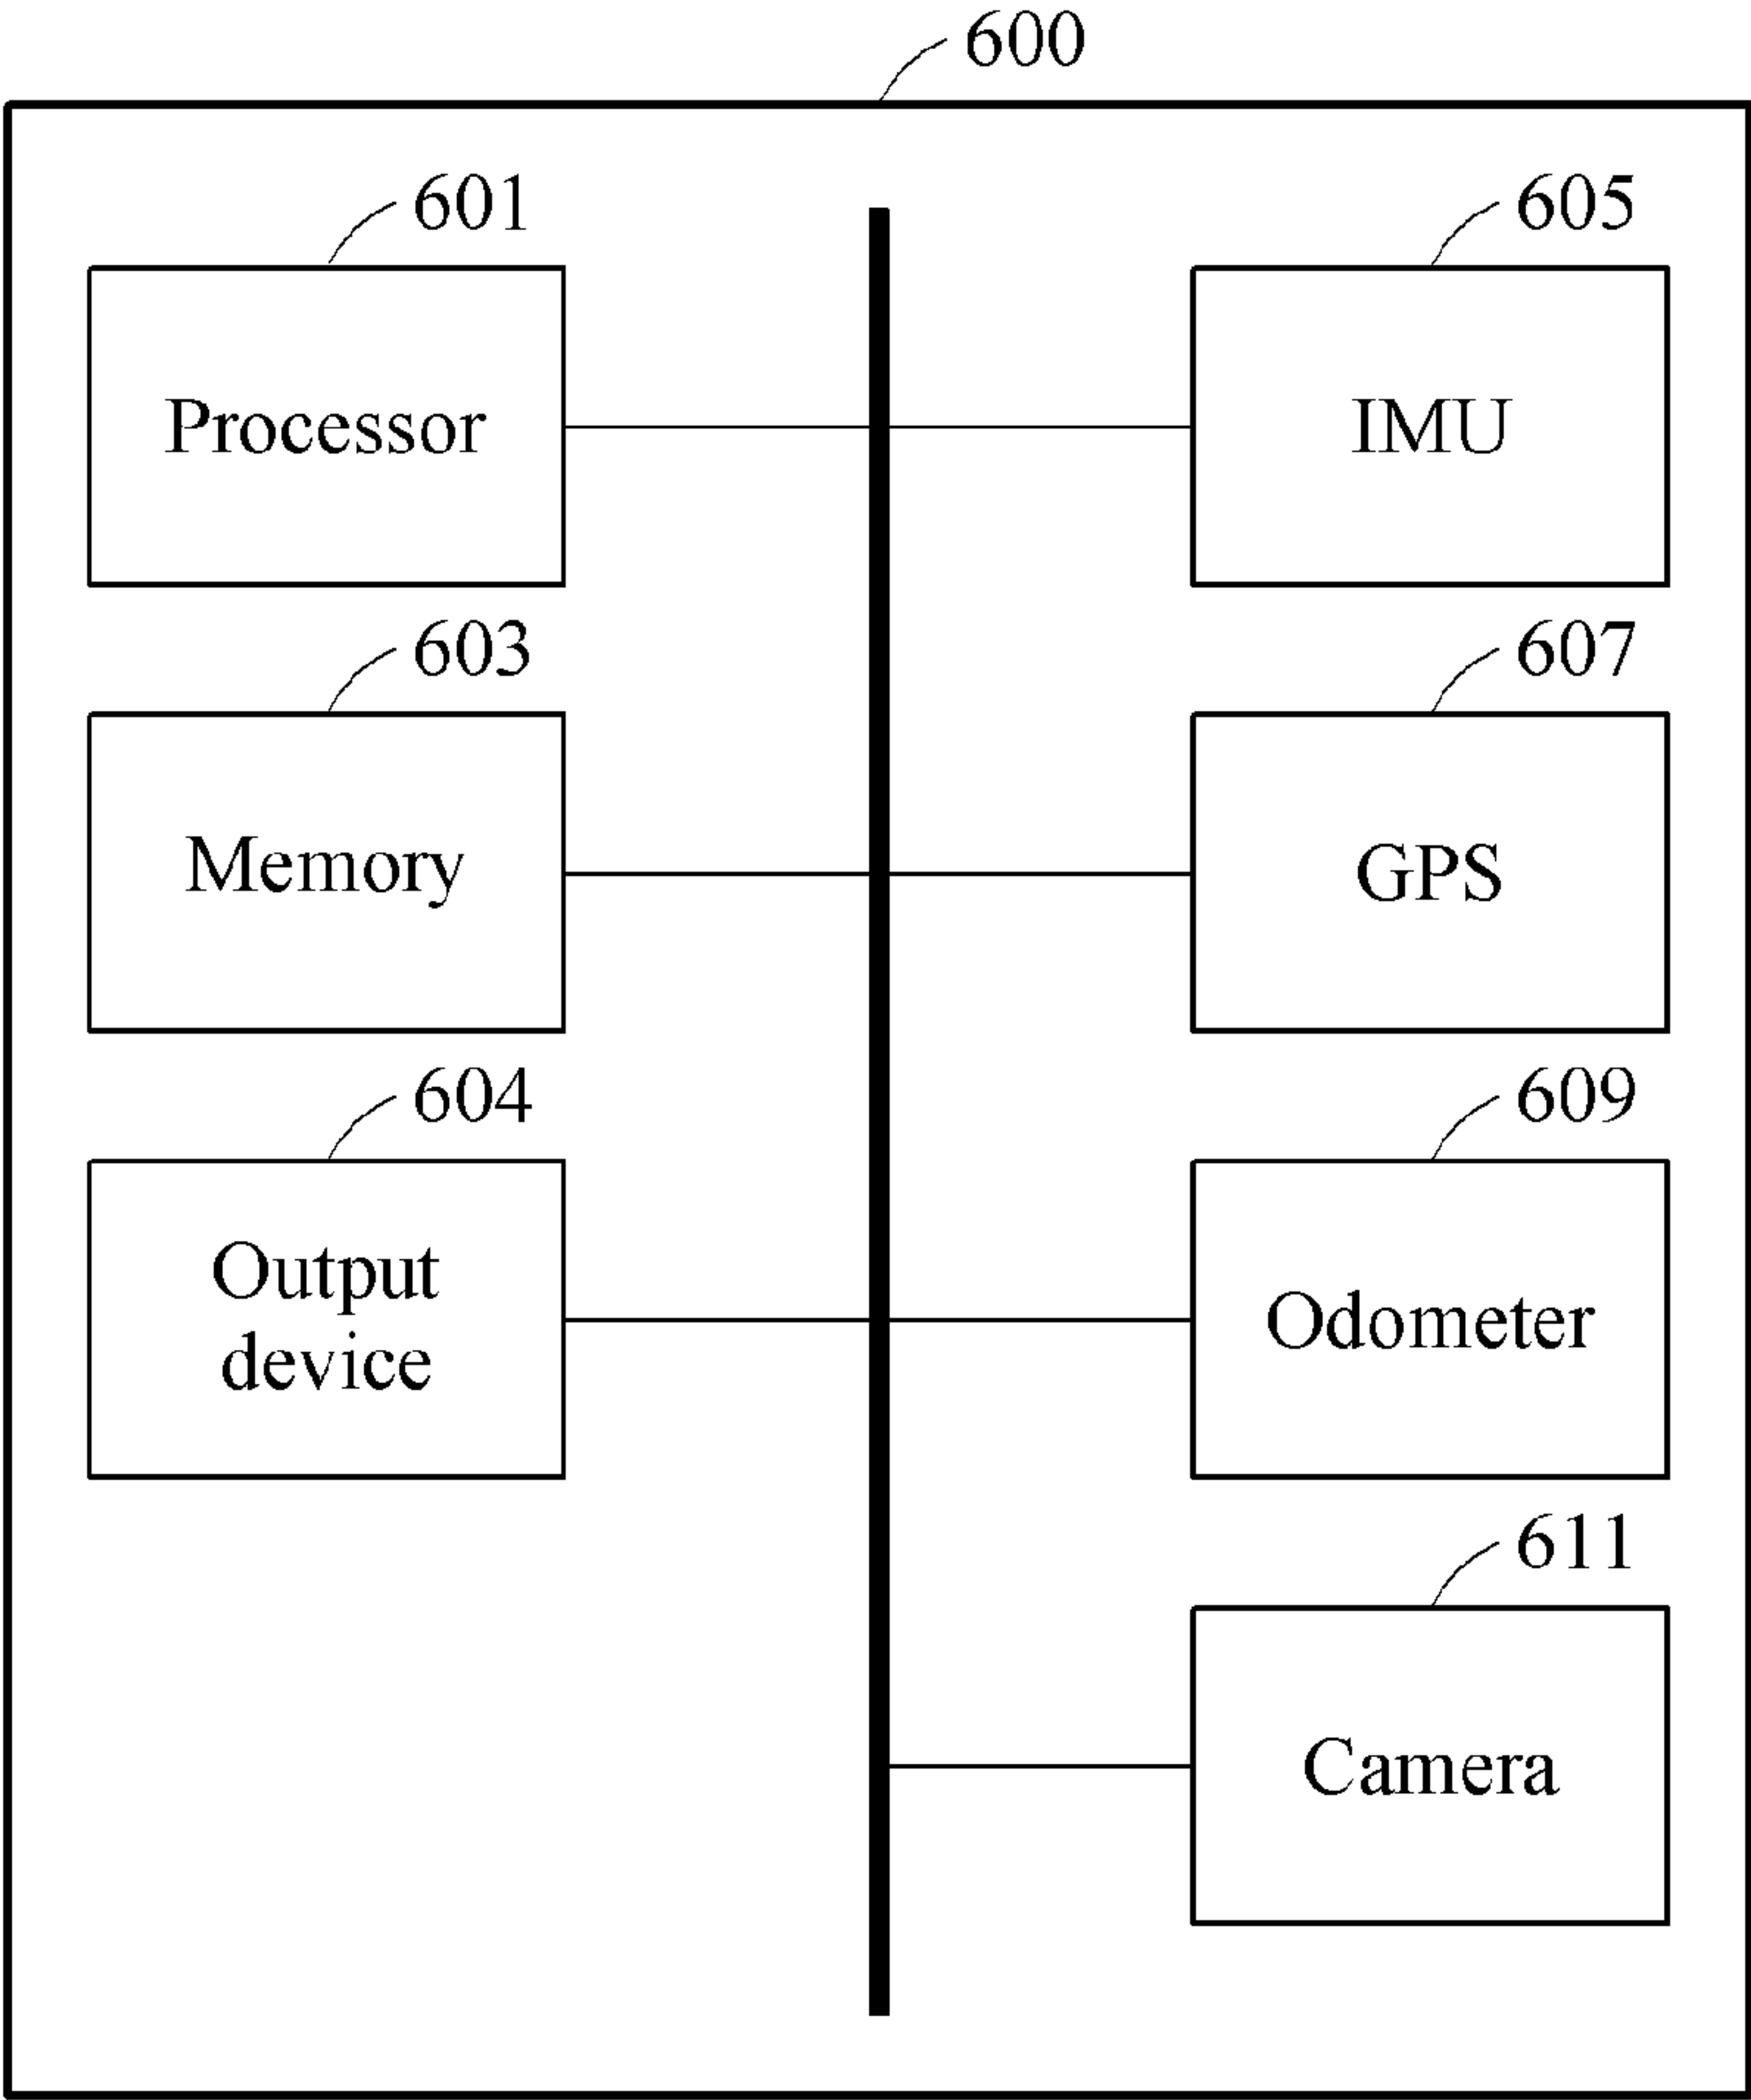 600
601
605
Processor
IMU
603
607
Memory
GPS
604
609
Output
device
Odometer
611
Camera